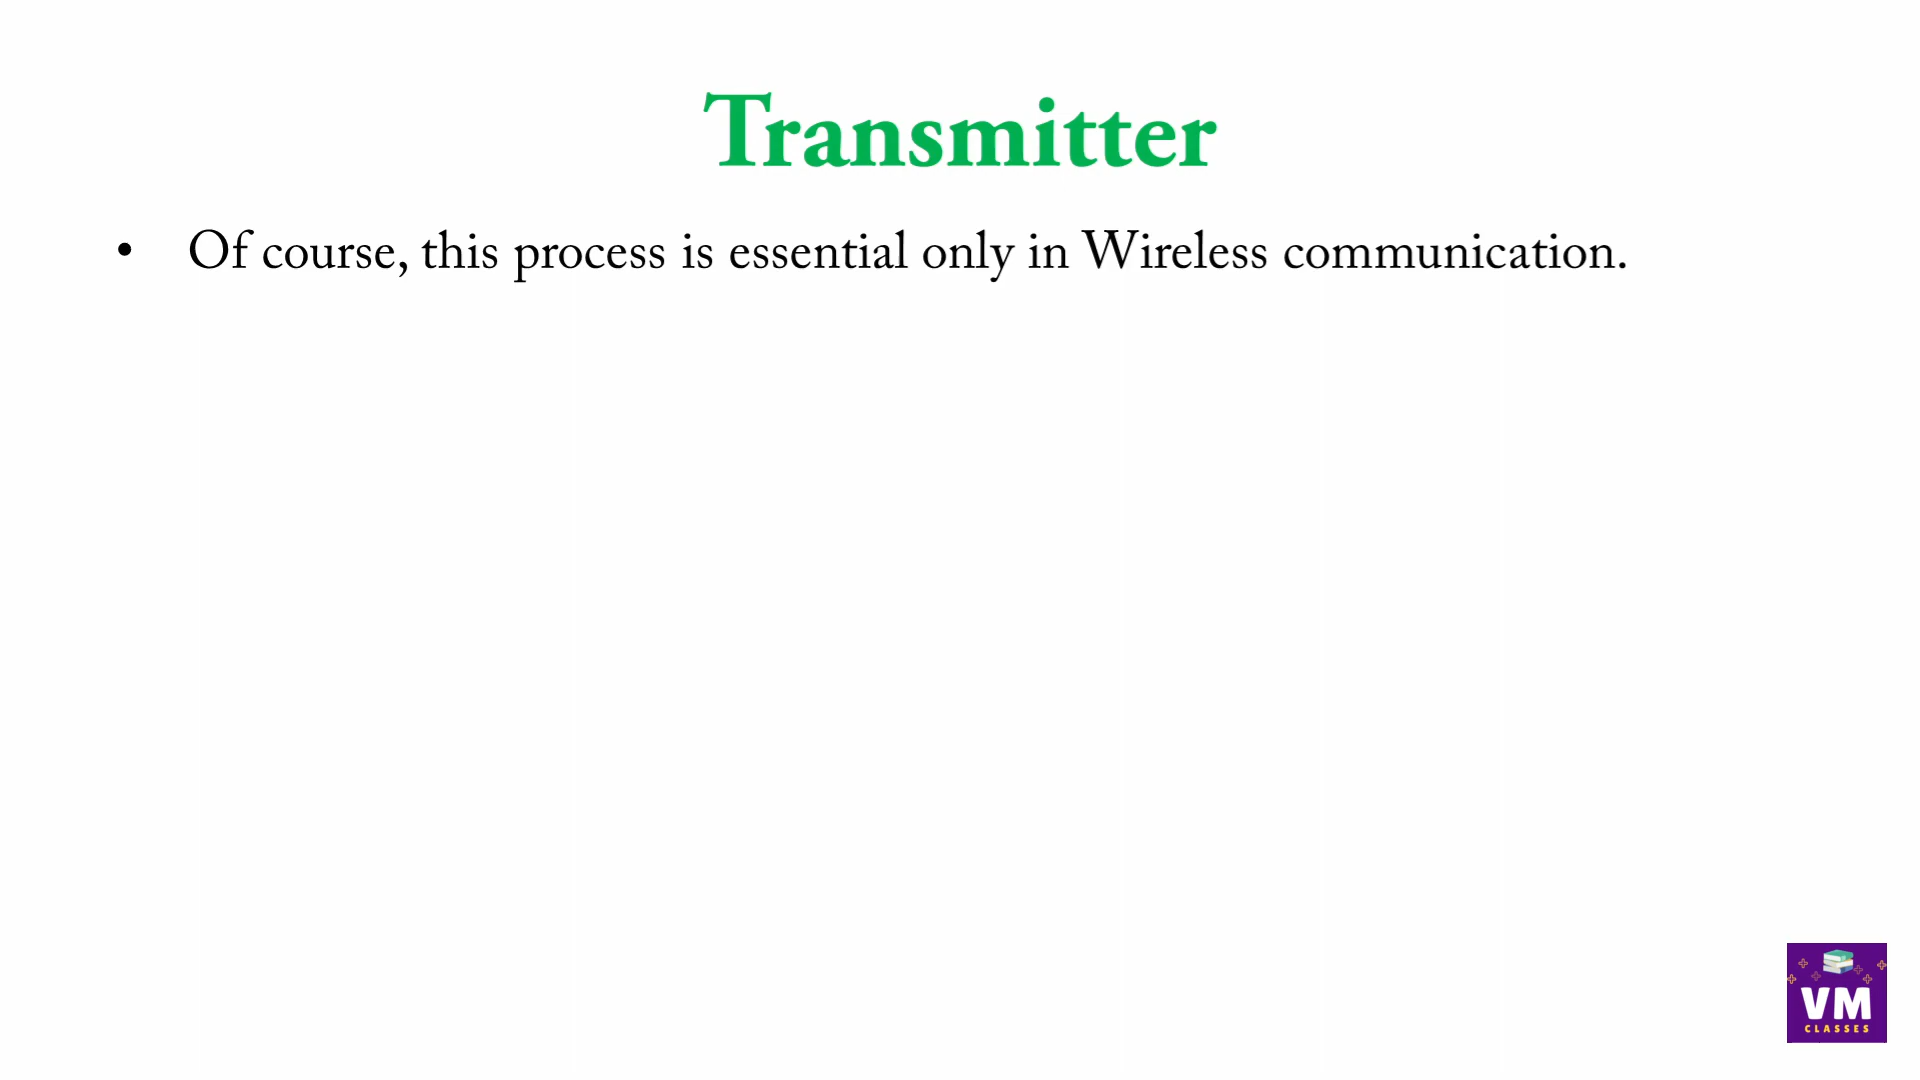 Transmitter
• Of course, this process is essential only in Wireless communication.
VM
CLASSES